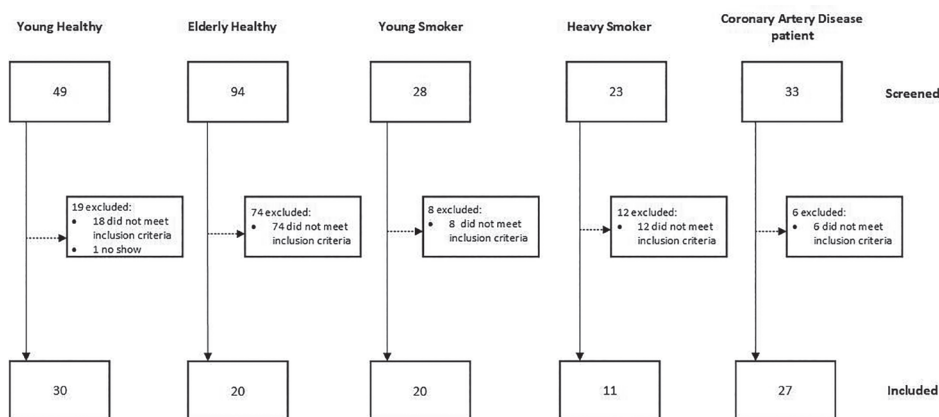 Young Healthy
Elderly Healthy
Young Smoker
Heavy Smoker
Coronary Artery Disease
patient
49
94
28
23
33
Screened
19 excluded:
• 18 did not meet
inclusion criteria
• 1 no show
74 excluded:
• 74 did not meet
inclusion criteria
8 excluded:
• 8 did not meet
inclusion criteria
12 excluded:
• 12 did not meet
inclusion criteria
6 excluded:
• 6 did not meet
inclusion criteria
30
20
20
11
27
Included